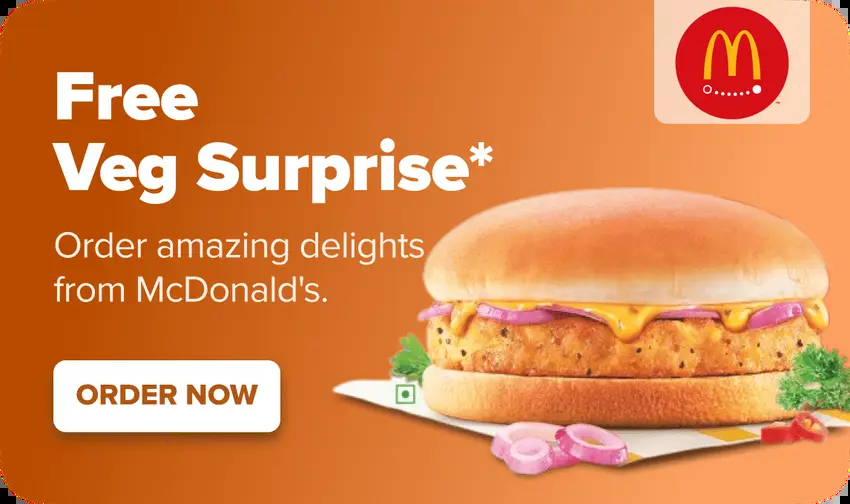 Free
Veg Surprise*
Order amazing delights
from McDonald's.
ORDER NOW